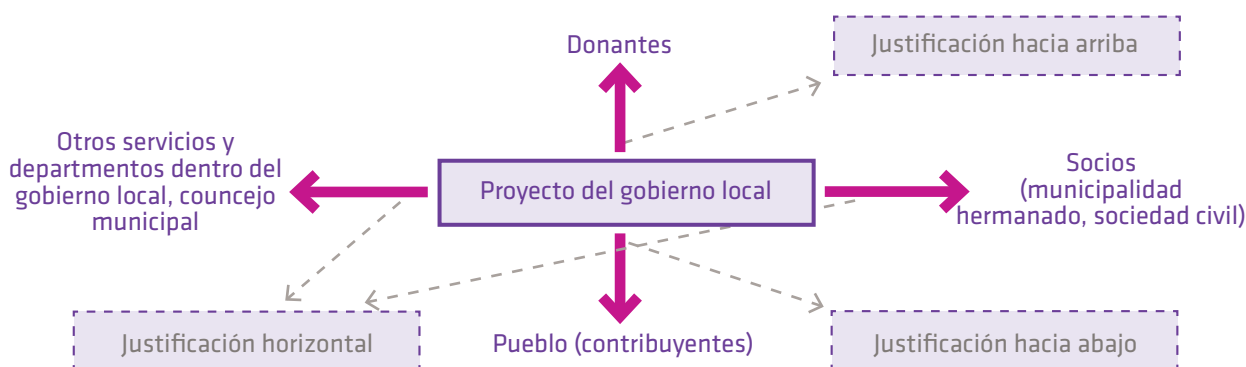 Donantes
Justificación hacia arriba
Otros servicios y
departmentos dentro del
gobierno local, councejo
municipal
Proyecto del gobierno local
Socios
(municipalidad
hermanado, sociedad civil)
Justificación horizontal
Pueblo (contribuyentes)
Justificación hacia abajo